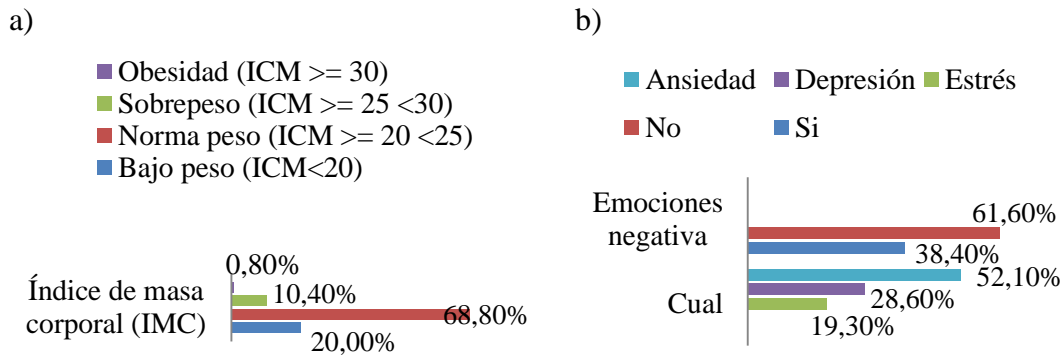 a)
Obesidad (ICM >= 30)
Sobrepeso (ICM >= 25 <30)
Norma peso (ICM >= 20 <25)
Bajo peso (ICM<20)
0,80%
Índice de masa
corporal (IMC)
10,40%
68,80%
20,00%
b)
Ansiedad Depresión Estrés
No Si
Emociones
negativa
61,60%
38,40%
Cual
52,10%
28,60%
19,30%